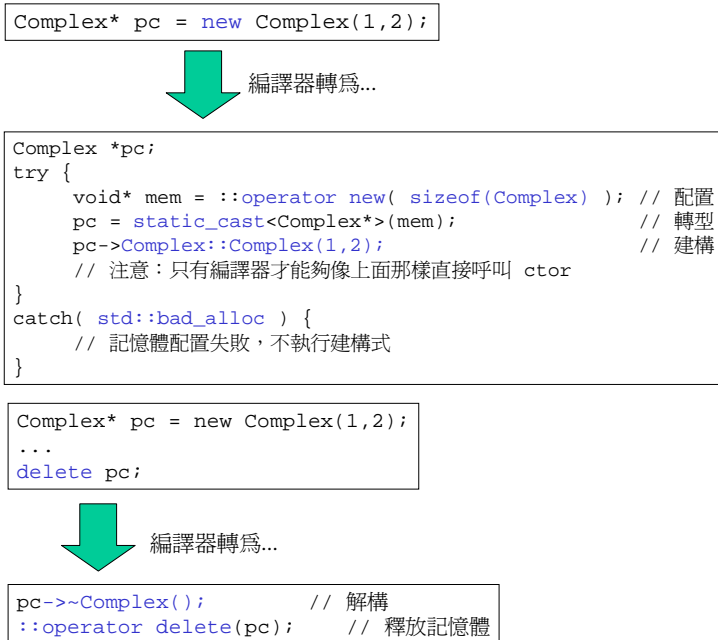 Complex* pc = new Complex(1,2);
編譯器轉為...
Complex *pc;
try {
void* mem = ::operator new( sizeof(Complex) ); // 配置
pc = static_cast<Complex*>(mem); // 轉型
pc->Complex::Complex(1,2); // 建構
// 注意：只有編譯器才能夠像上面那樣直接呼叫 ctor
}
catch( std::bad_alloc ) {
// 記憶體配置失敗，不執行建構式
}
Complex* pc = new Complex(1,2);
...
delete pc;
編譯器轉為...
pc->~Complex(); // 解構
::operator delete(pc); // 釋放記憶體